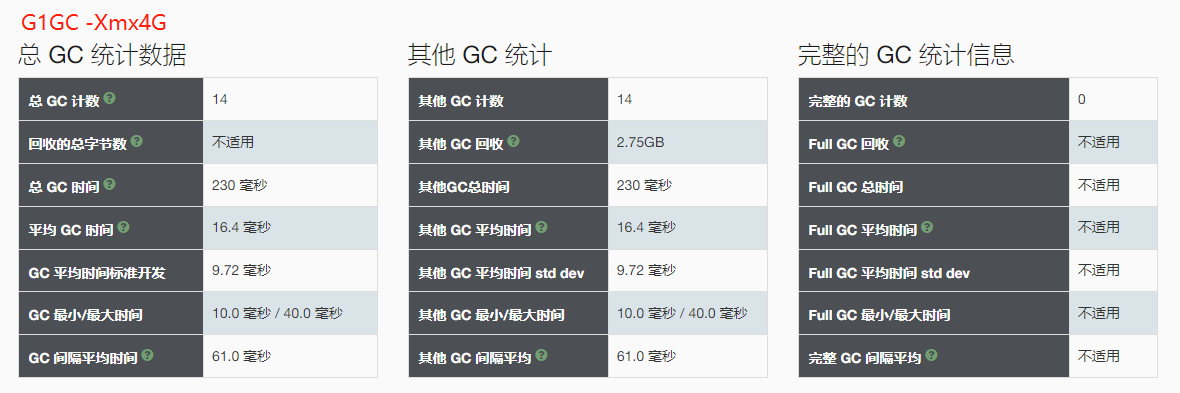 G1GC -Xmx4G
总 GC 统计数据
总 GC 计数 14
回收的总字节数 不适用
总 GC 时间 230 毫秒
平均 GC 时间 16.4 毫秒
GC 平均时间标准开发 9.72 毫秒
GC 最小/最大时间 10.0 毫秒 / 40.0 毫秒
GC 间隔平均时间 61.0 毫秒
其他 GC 统计
其他 GC 计数 14
其他 GC 回收 2.75GB
其他GC总时间 230 毫秒
其他 GC 平均时间 16.4 毫秒
其他 GC 平均时间 std dev 9.72 毫秒
其他 GC 最小/最大时间 10.0 毫秒 / 40.0 毫秒
其他 GC 间隔平均 61.0 毫秒
完整的 GC 统计信息
完整的 GC 计数 0
Full GC 回收 不适用
Full GC 总时间 不适用
Full GC 平均时间 不适用
Full GC 平均时间 std dev 不适用
Full GC 最小/最大时间 不适用
完整 GC 间隔平均 不适用